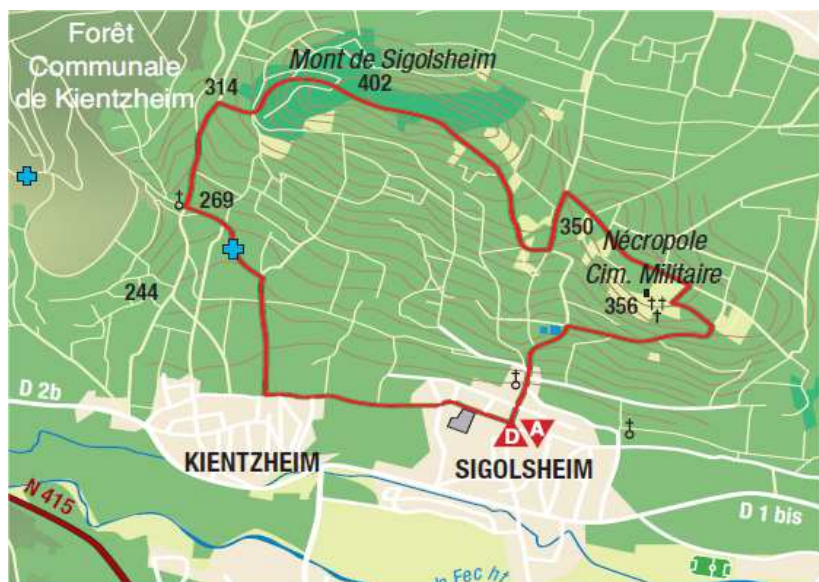 Forêt
Communale
de Kientzheim
Mont de Sigolsheim
402
314
269
350
Nécropole
Cim. Militaire
356
244
D 2b
D A
KIENTZHEIM
SIGOLSHEIM
N 415
D 1 bis
Fecht